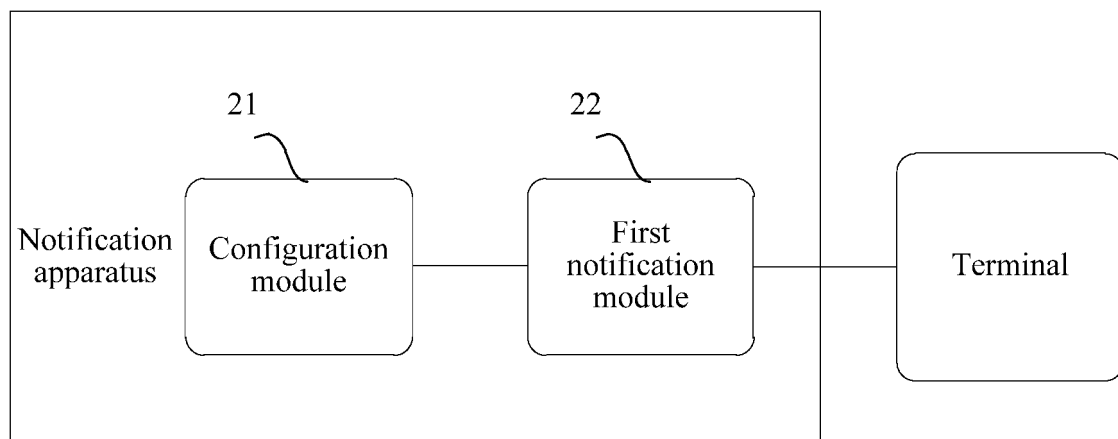 21
22
Notification
apparatus
Configuration
module
First
notification
module
Terminal